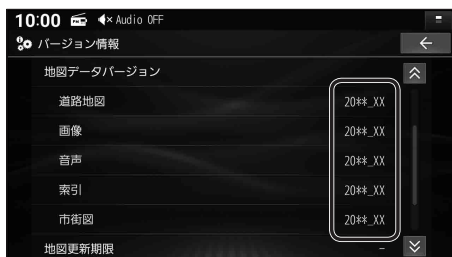 10:00 Audio OFF
バージョン情報
地図データバージョン
道路地図 20**_XX
画像 20**_XX
音声 20**_XX
索引 20**_XX
市街図 20**_XX
地図更新期限 -